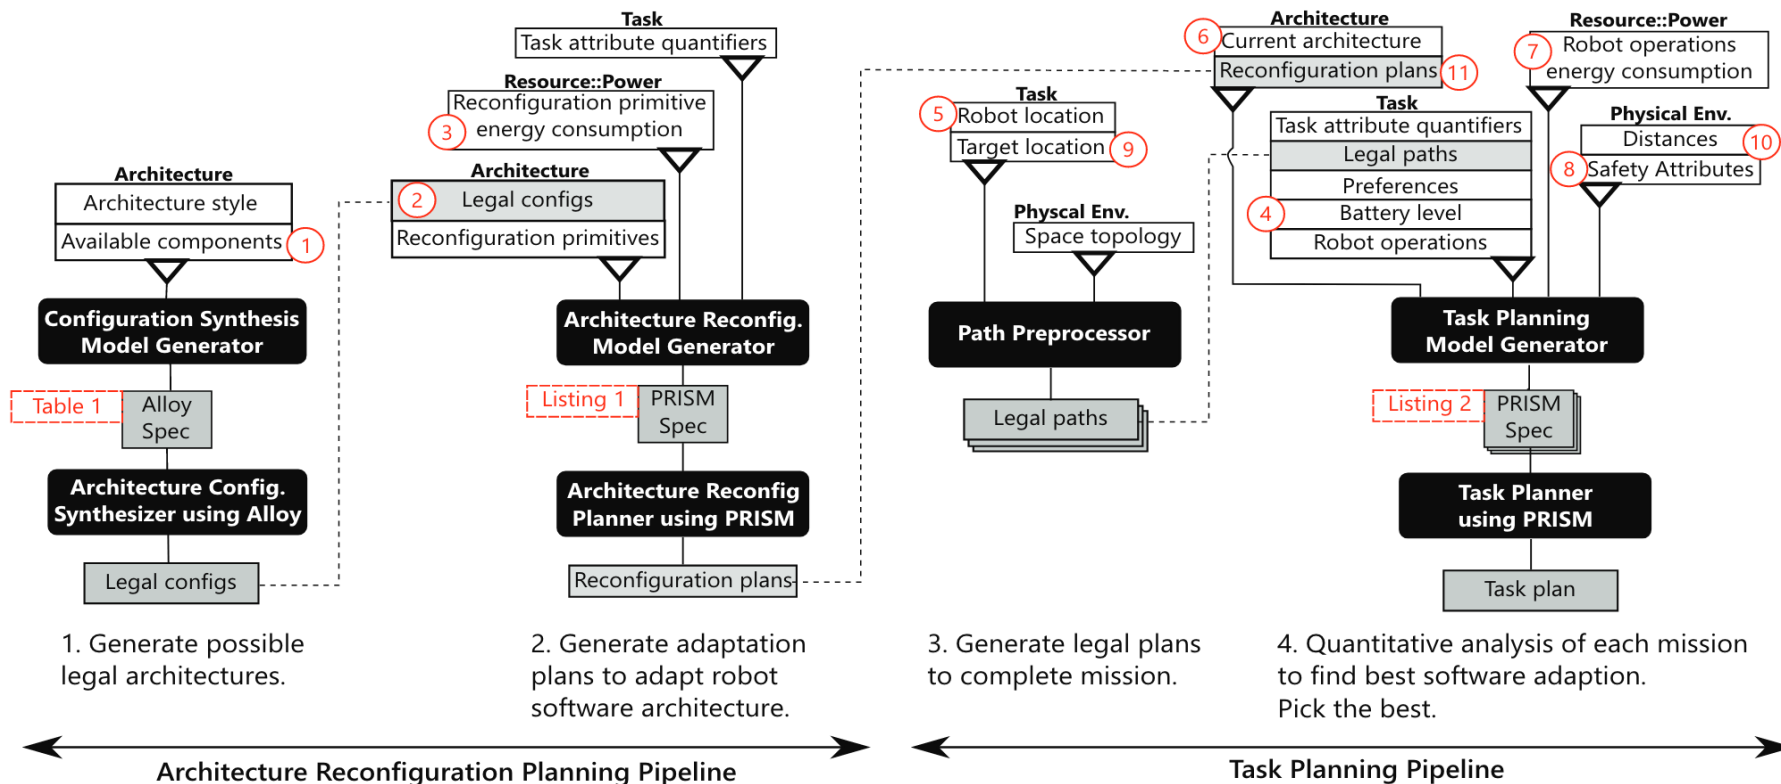 Architecture
Architecture style
Available components
1
Configuration Synthesis
Model Generator
Table 1
Alloy
Spec
Architecture Config.
Synthesizer using Alloy
Legal configs
1. Generate possible
legal architectures.
Task
Task attribute quantifiers
Resource::Power
Reconfiguration primitive
energy consumption
3
Architecture
2
Legal configs
Reconfiguration primitives
Architecture Reconfig.
Model Generator
Listing 1
PRISM
Spec
Architecture Reconfig
Planner using PRISM
Reconfiguration plans
2. Generate adaptation
plans to adapt robot
software architecture.
Architecture Reconfiguration Planning Pipeline
Task
5
Robot location
Target location
9
Physcal Env.
Space topology
Path Preprocessor
Legal paths
3. Generate legal plans
to complete mission.
Architecture
6
Current architecture
Reconfiguration plans
11
Task
Task attribute quantifiers
Legal paths
Preferences
4
Battery level
Robot operations
Resource::Power
7
Robot operations
energy consumption
Physical Env.
Distances
10
8
Safety Attributes
Task Planning
Model Generator
Listing 2
PRISM
Spec
Task Planner
using PRISM
Task plan
4. Quantitative analysis of each mission
to find best software adaption.
Pick the best.
Task Planning Pipeline